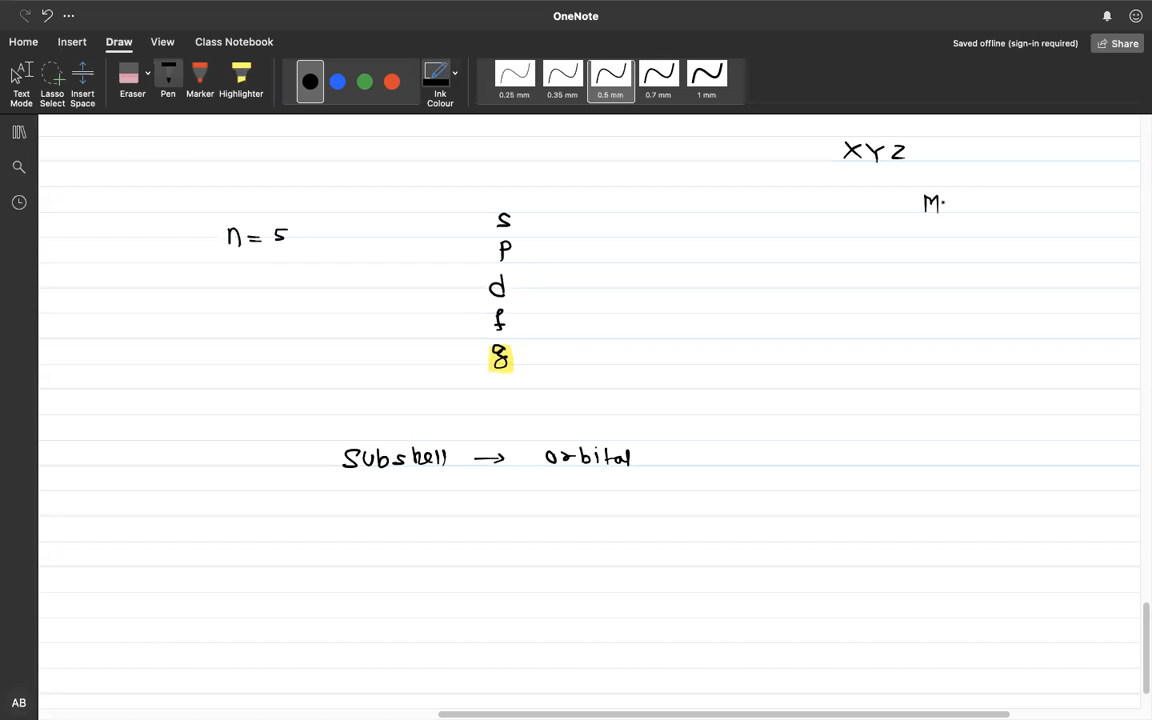 OneNote
Home Insert Draw View Class Notebook
Saved offline (sign-in required) Share
Text Mode
Lasso Select
Insert Space
Eraser
Pen
Marker
Highlighter
Ink Colour
0.25 mm 0.35 mm 0.5 mm 0.7 mm 1 mm
X Y Z
M
n = 5
s
p
d
f
g
Subshell → orbital
AB